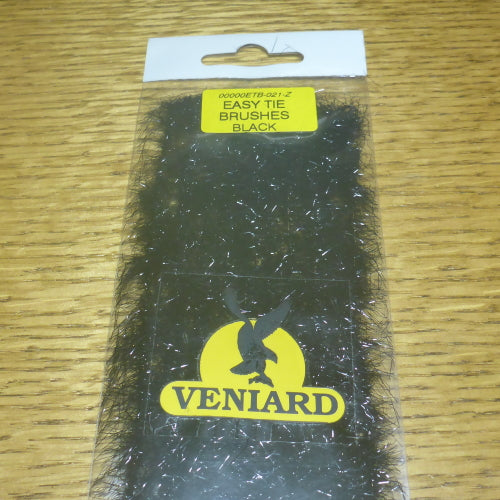 00000ETB-021-Z
EASY TIE
BRUSHES
BLACK
VENIARD